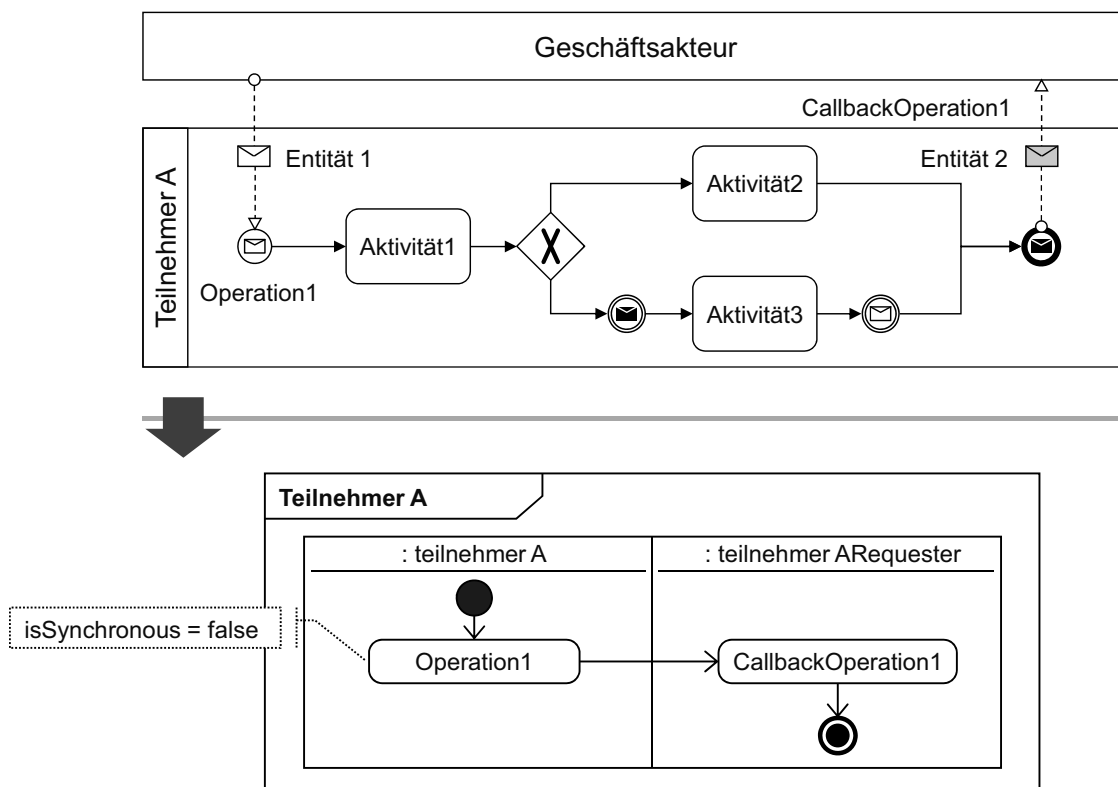 Geschäftsakteur
CallbackOperation1
Entität 1
Entität 2
Teilnehmer A
Aktivität2
Aktivität1
Operation1
Aktivität3
Teilnehmer A
: teilnehmer A
: teilnehmer ARequester
isSynchronous = false
Operation1
CallbackOperation1